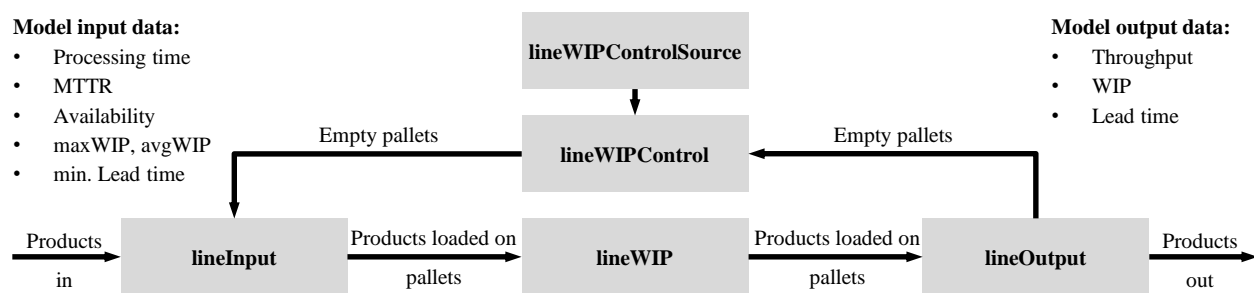 Model input data:
• Processing time
• MTTR
• Availability
• maxWIP, avgWIP
• min. Lead time
lineWIPControlSource
Model output data:
• Throughput
• WIP
• Lead time
Empty pallets
lineWIPControl
Empty pallets
Products
in
lineInput
Products loaded on
pallets
lineWIP
Products loaded on
pallets
lineOutput
Products
out